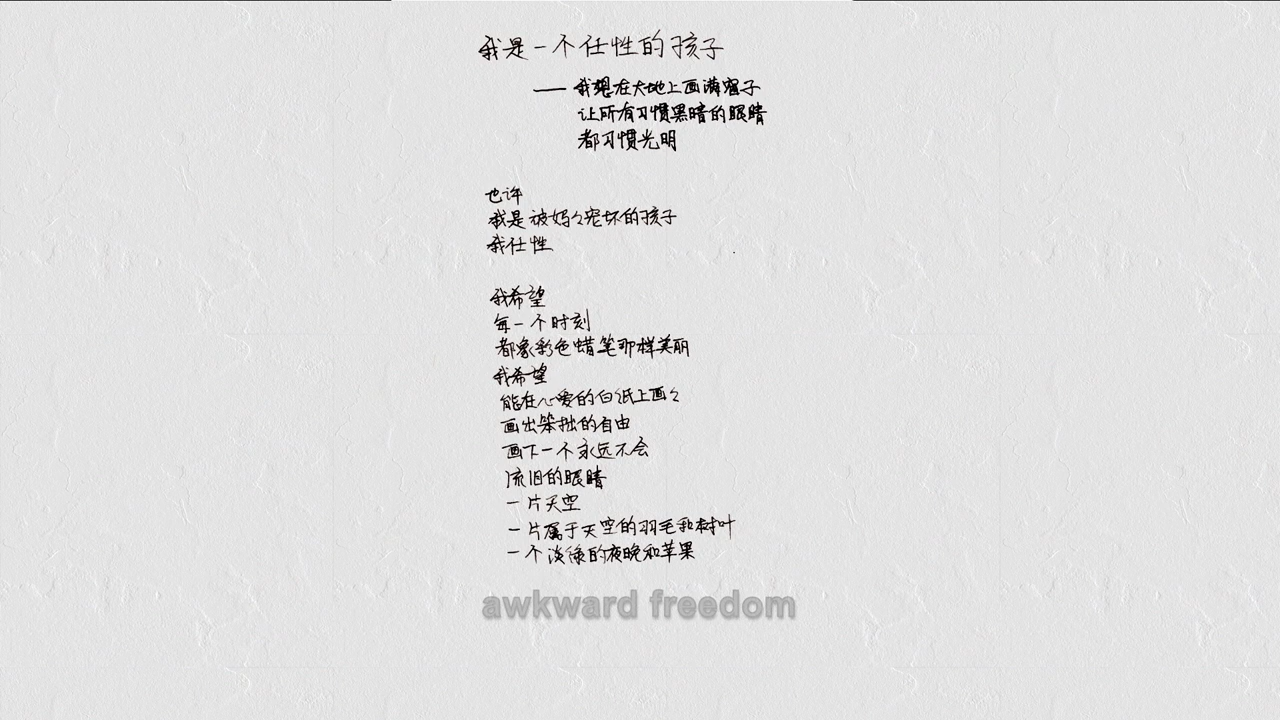 我是一个任性的孩子
—— 我想在大地上画满窗子
让所有习惯黑暗的眼睛
都习惯光明
也许
我是被妈々宠坏的孩子
我任性
我希望
每一个时刻
都象彩色蜡笔那样美丽
我希望
能在心爱的白纸上画々
画出笨拙的自由
画下一个永远不会
流泪的眼睛
一片天空
一片属于天空的羽毛和树叶
一个淡绿的夜晚和苹果
awkward freedom